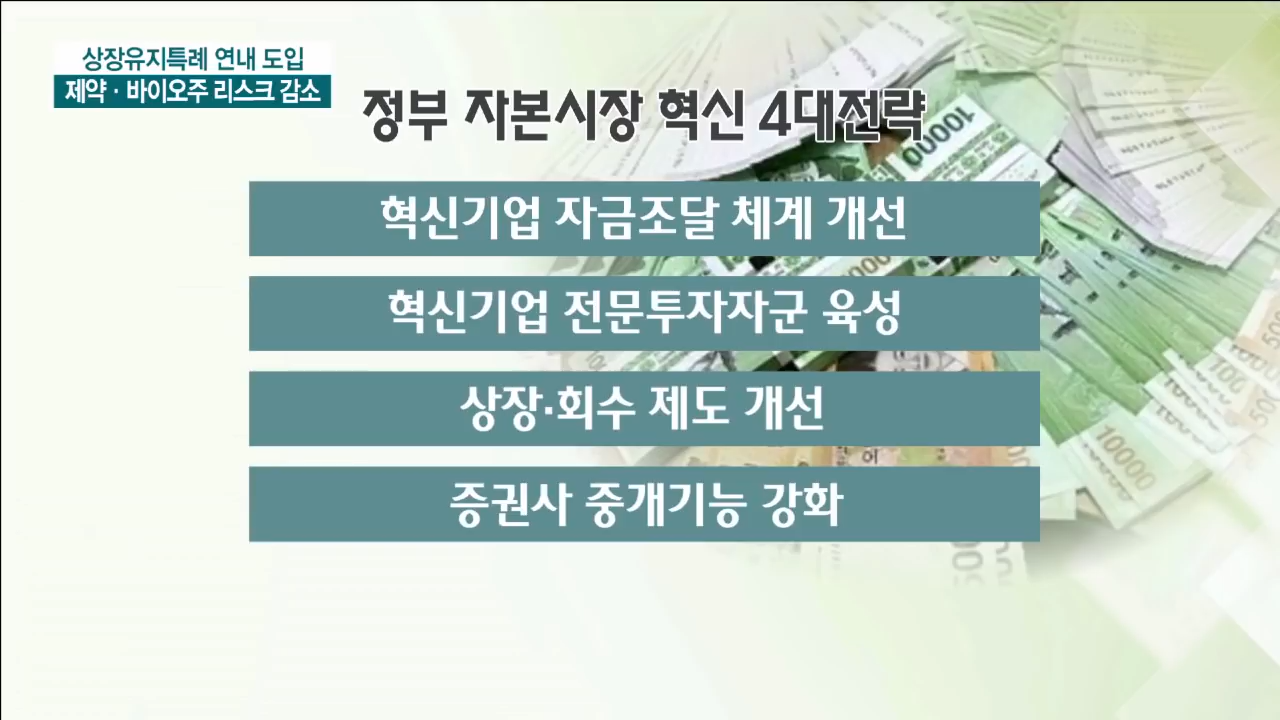 상장유지특례 연내 도입
제약·바이오주 리스크 감소
정부 자본시장 혁신 4대전략
혁신기업 자금조달 체계 개선
혁신기업 전문투자자군 육성
상장·회수 제도 개선
증권사 중개기능 강화
10000
10000